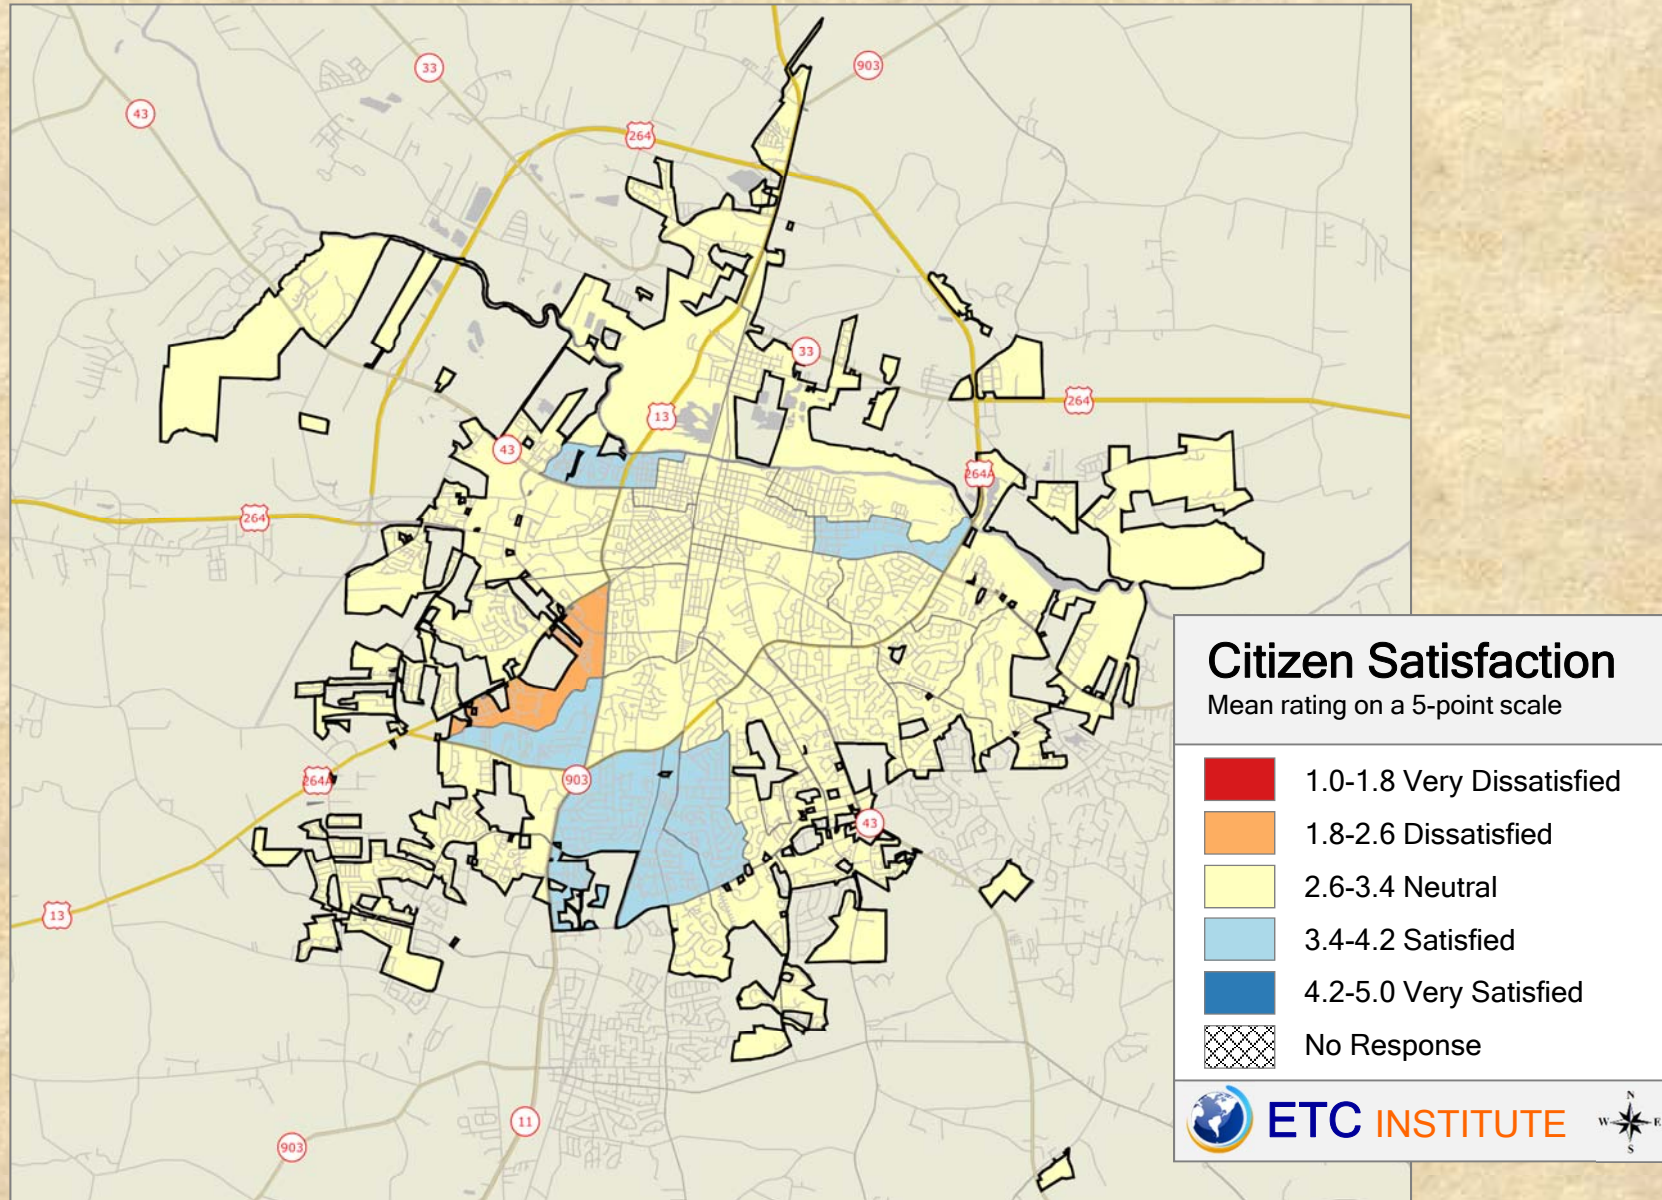 33
903
43
264
33
264
13
43
264A
264
Citizen Satisfaction
Mean rating on a 5-point scale
1.0-1.8 Very Dissatisfied
1.8-2.6 Dissatisfied
2.6-3.4 Neutral
3.4-4.2 Satisfied
4.2-5.0 Very Satisfied
No Response
903
264A
43
13
11
903
ETC INSTITUTE
N
W E
S